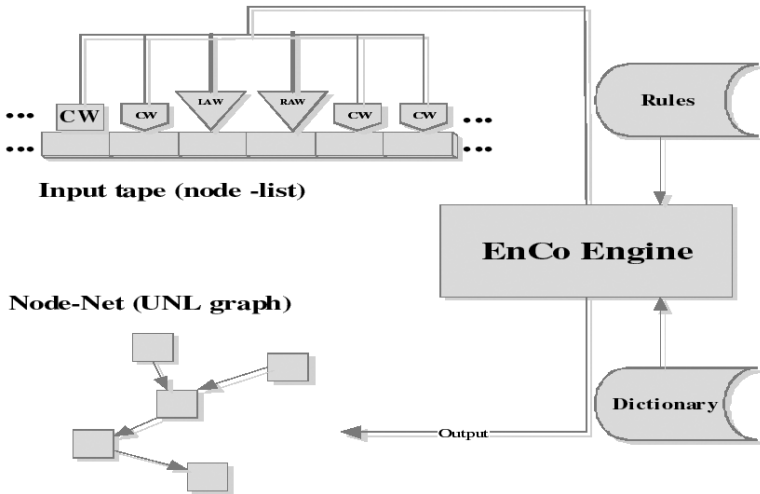 LAW RAW
CW CW CW CW
Rules
Input tape (node -list)
EnCo Engine
Node-Net (UNL graph)
Dictionary
Output